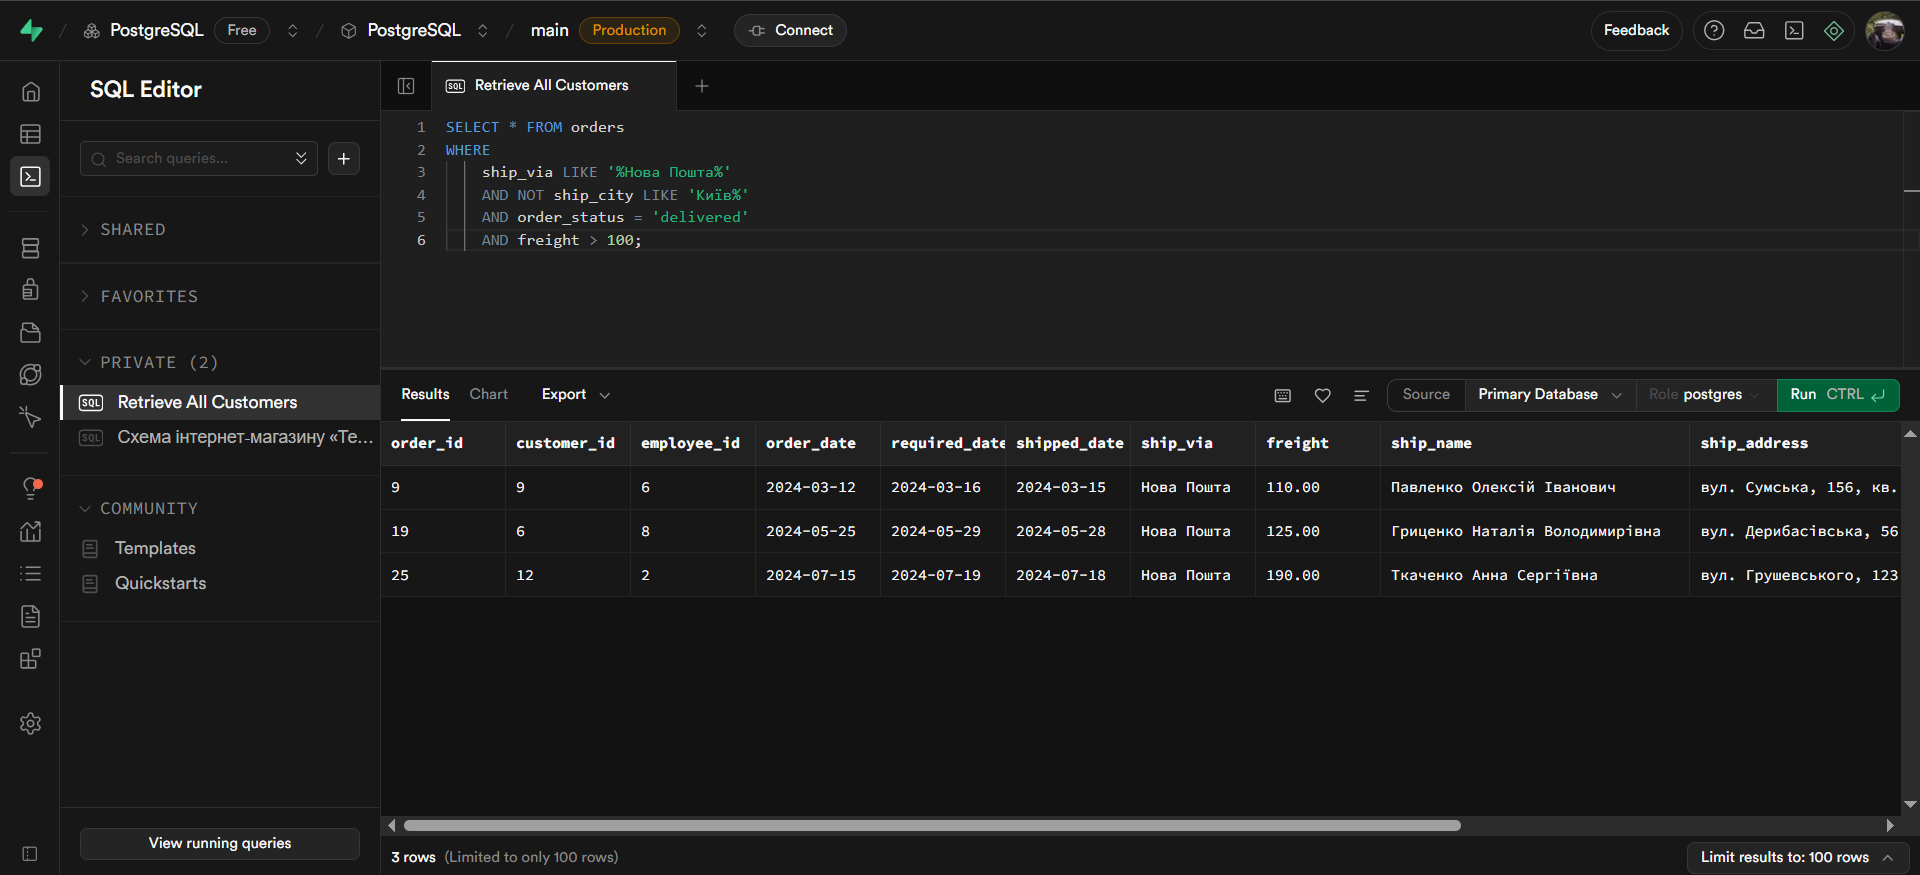 PostgreSQL Free PostgreSQL main Production Connect Feedback
SQL Editor
Search queries...
SHARED
FAVORITES
PRIVATE (2)
SQL Retrieve All Customers
SQL Схема інтернет-магазину «Те...
COMMUNITY
Templates
Quickstarts
View running queries
SQL Retrieve All Customers
1 SELECT * FROM orders
2 WHERE
3 ship_via LIKE '%Нова Пошта%'
4 AND NOT ship_city LIKE 'Київ%'
5 AND order_status = 'delivered'
6 AND freight > 100;
Results Chart Export Source Primary Database Role postgres Run CTRL
order_id customer_id employee_id order_date required_date shipped_date ship_via freight ship_name ship_address
9 9 6 2024-03-12 2024-03-16 2024-03-15 Нова Пошта 110.00 Павленко Олексій Іванович вул. Сумська, 156, кв.
19 6 8 2024-05-25 2024-05-29 2024-05-28 Нова Пошта 125.00 Гриценко Наталія Володимирівна вул. Дерибасівська, 56
25 12 2 2024-07-15 2024-07-19 2024-07-18 Нова Пошта 190.00 Ткаченко Анна Сергіївна вул. Грушевського, 123
3 rows (Limited to only 100 rows) Limit results to: 100 rows